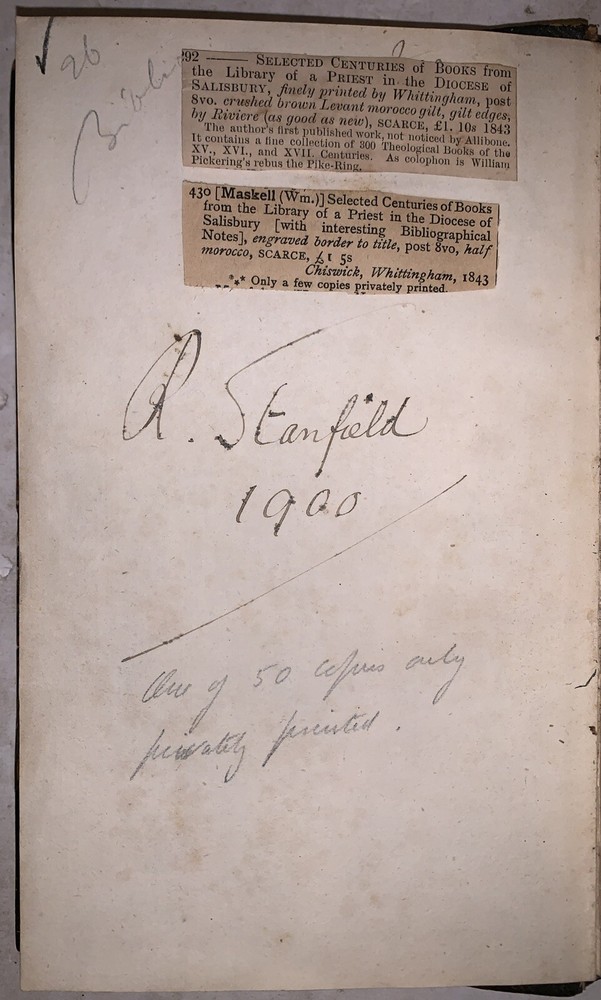 26
Biblio
92 —— SELECTED CENTURIES OF BOOKS from
the Library of a PRIEST in the DIOCESE OF
SALISBURY, finely printed by Whittingham, post
8vo. crushed brown Levant morocco gilt, gilt edges,
by Riviere (as good as new), SCARCE, £1. 10s 1843
The author's first published work, not noticed by Allibone.
It contains a fine collection of 300 Theological Books of the
XV., XVI., and XVII. Centuries. As colophon is William
Pickering's rebus the Pike-Ring.
430 [Maskell (Wm.)] Selected Centuries of Books
from the Library of a Priest in the Diocese of
Salisbury [with interesting Bibliographical
Notes], engraved border to title, post 8vo, half
morocco, SCARCE, £1 5s
Chiswick, Whittingham, 1843
*** Only a few copies privately printed.
R. Stanfield
1900
One of 50 copies only
privately printed.